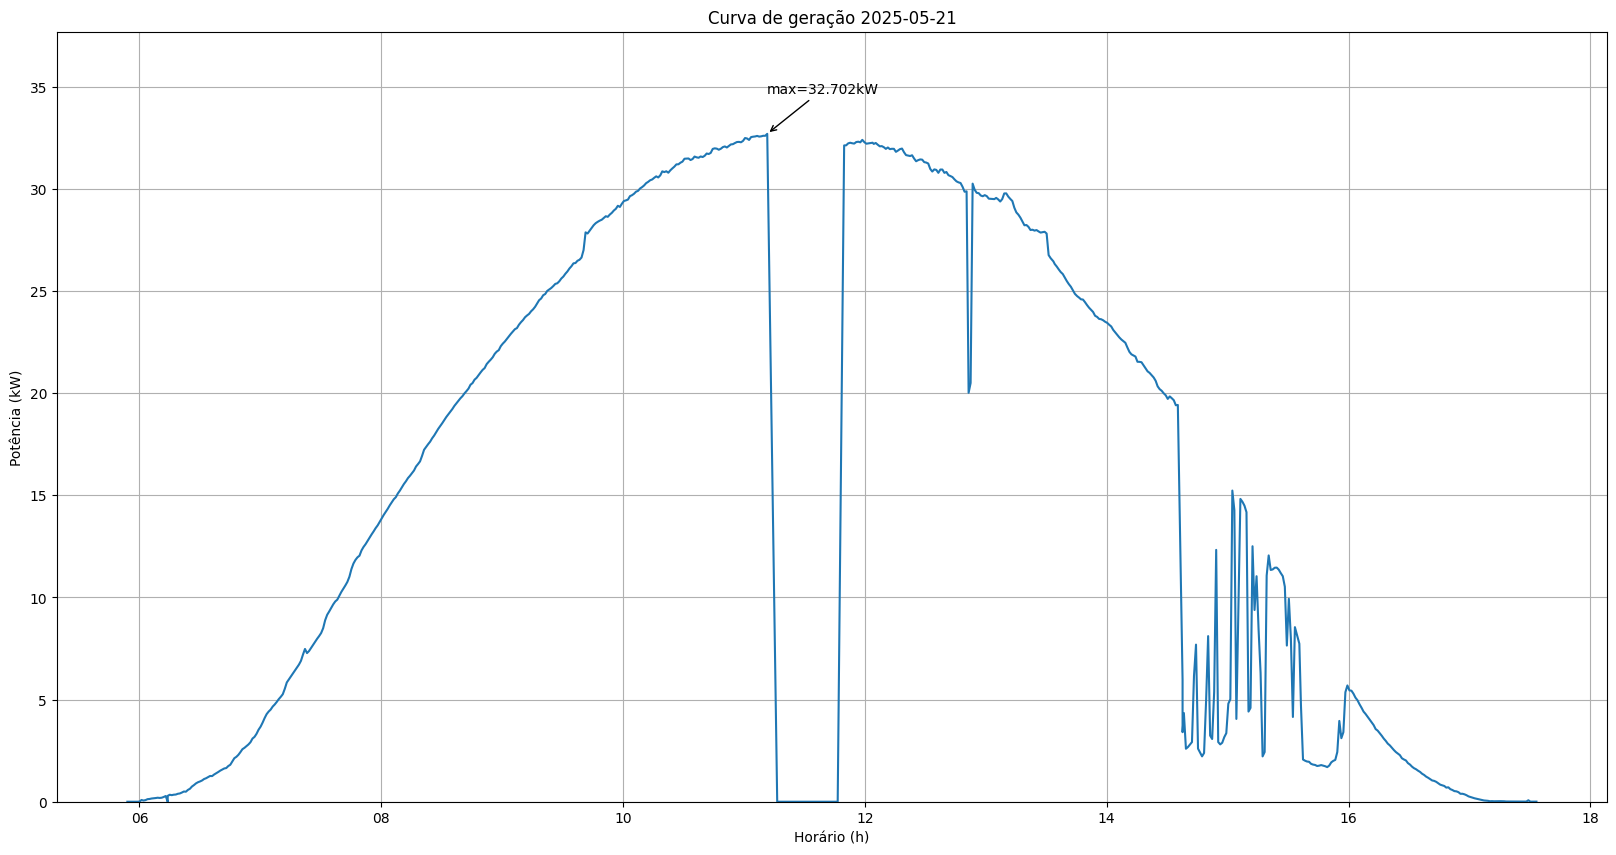 Curva de geração 2025-05-21
max=32.702kW
35
30
25
20
15
10
5
0
Potência (kW)
06 08 10 12 14 16 18
Horário (h)